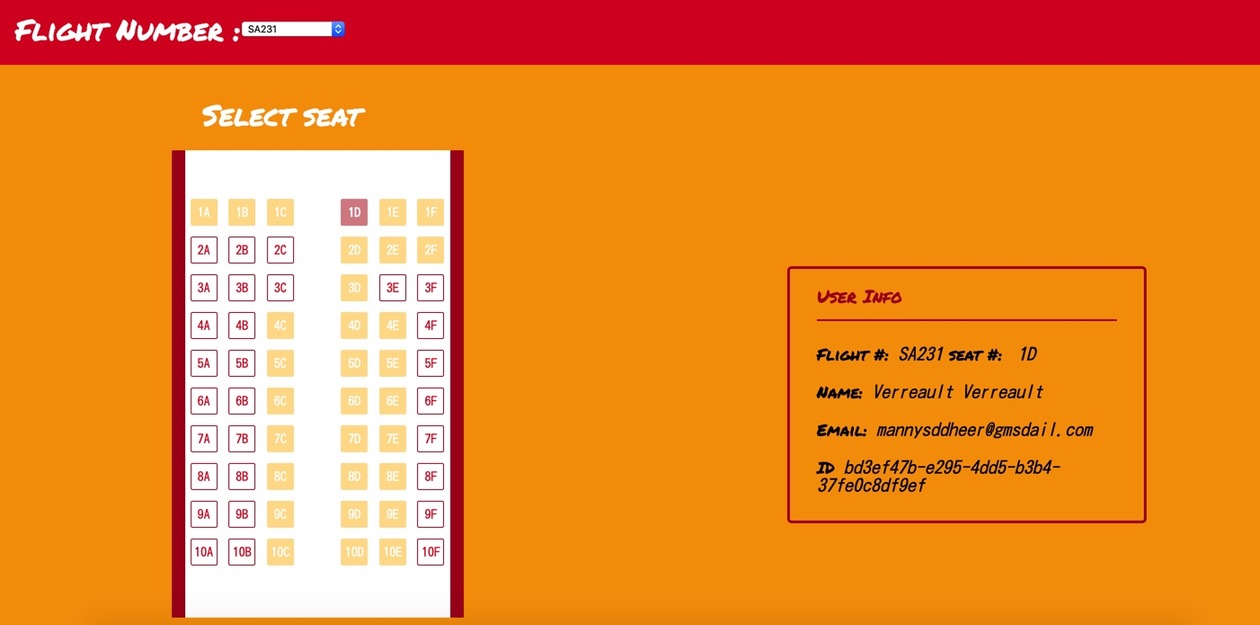 Flight Number : SA231
Select seat
1A 1B 1C 1D 1E 1F
2A 2B 2C 2D 2E 2F
3A 3B 3C 3D 3E 3F
4A 4B 4C 4D 4E 4F
5A 5B 5C 5D 5E 5F
6A 6B 6C 6D 6E 6F
7A 7B 7C 7D 7E 7F
8A 8B 8C 8D 8E 8F
9A 9B 9C 9D 9E 9F
10A 10B 10C 10D 10E 10F
User Info
Flight #: SA231 seat #: 1D
Name: Verreault Verreault
Email: mannysddheer@gmsdail.com
ID bd3ef47b-e295-4dd5-b3b4-
37fe0c8df9ef